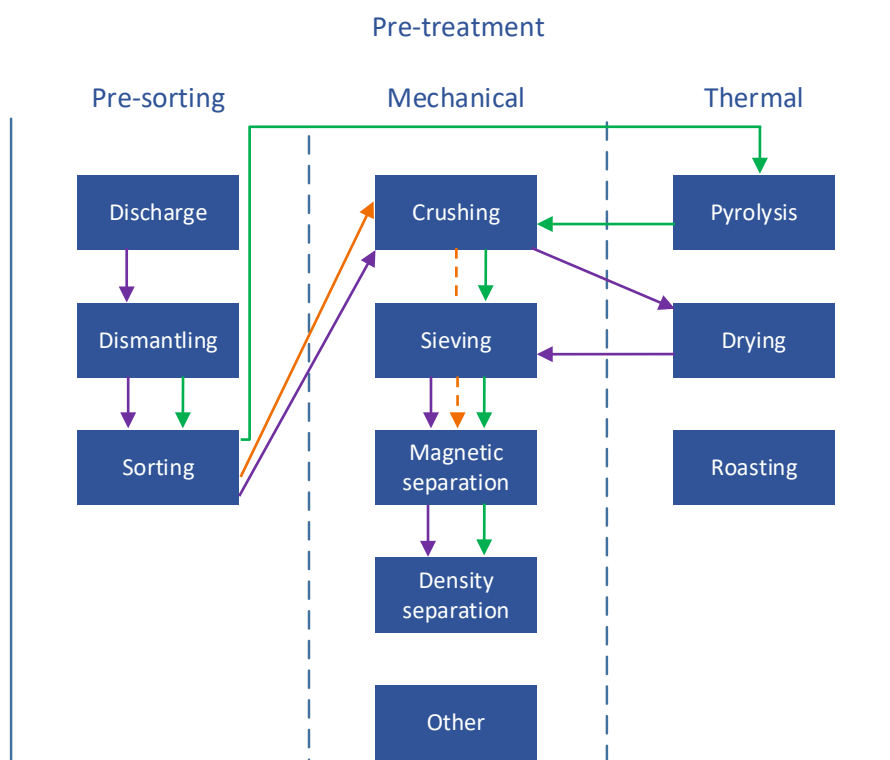 Pre-treatment
Pre-sorting
Mechanical
Thermal
Discharge
Crushing
Pyrolysis
Dismantling
Sieving
Drying
Sorting
Magnetic
separation
Roasting
Density
separation
Other